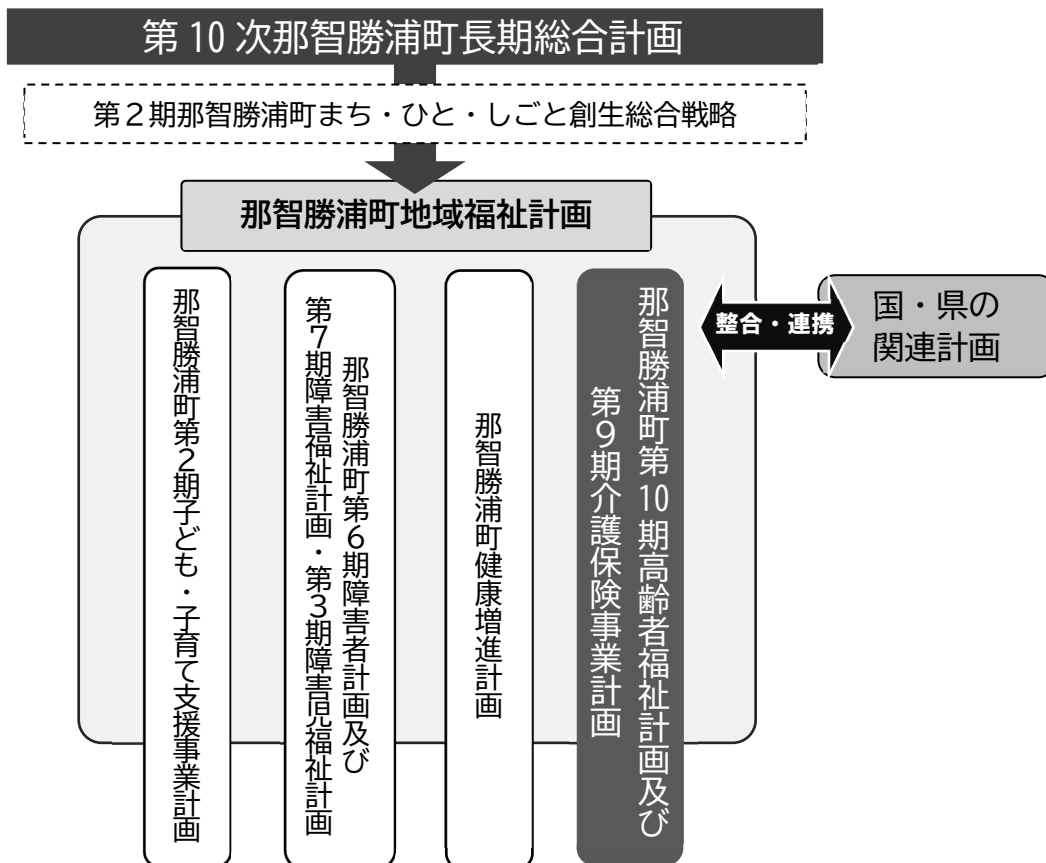 第10次那智勝浦町長期総合計画
第２期那智勝浦町まち・ひと・しごと創生総合戦略
那智勝浦町地域福祉計画
那智勝浦町第２期子ども・子育て支援事業計画
那智勝浦町第６期障害者計画及び
第７期障害福祉計画・第３期障害児福祉計画
那智勝浦町健康増進計画
那智勝浦町第10期高齢者福祉計画及び
第９期介護保険事業計画
整合・連携
国・県の
関連計画